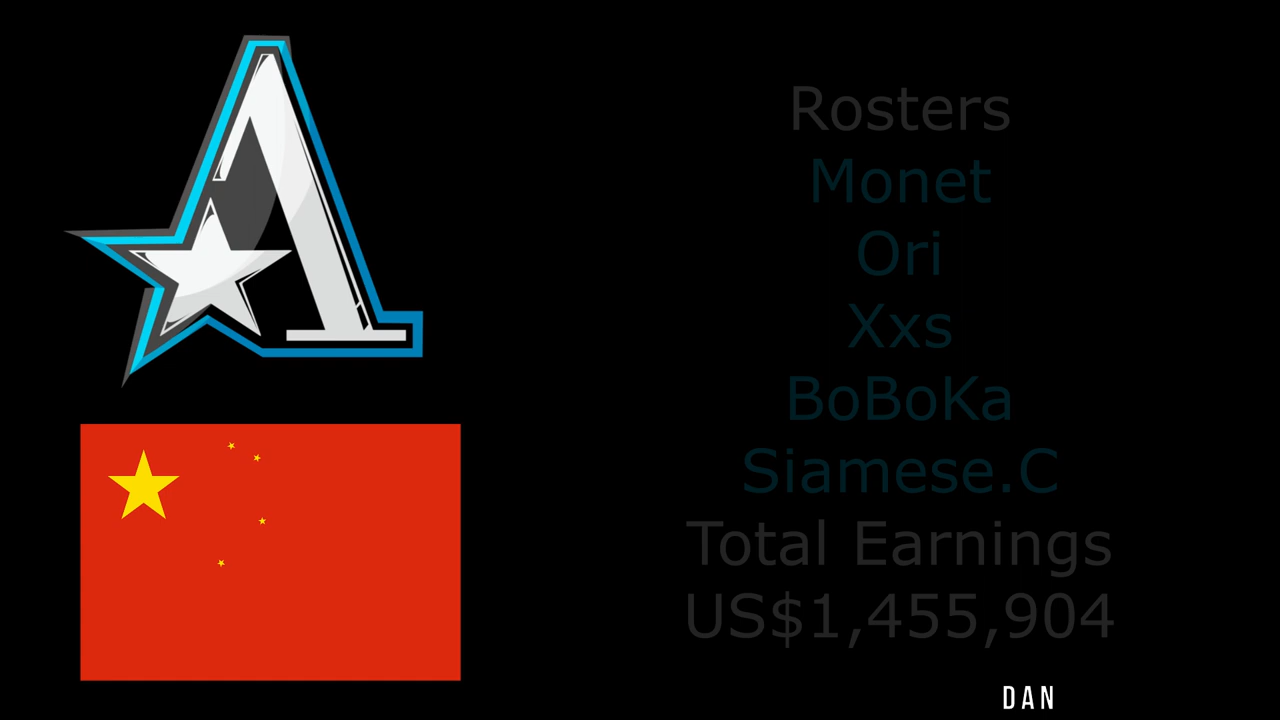 Rosters
Monet
Ori
Xxs
BoBoKa
Siamese.C
Total Earnings
US$1,455,904
DAN